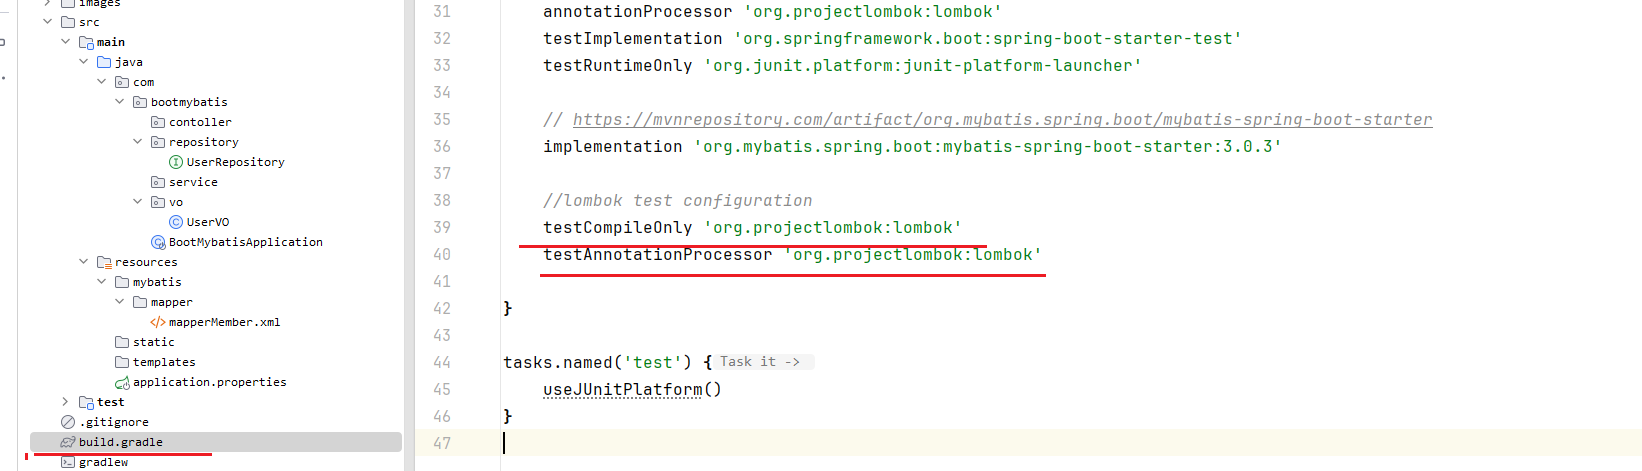 images
src
main
java
com
bootmybatis
contoller
repository
UserRepository
service
vo
UserVO
BootMybatisApplication
resources
mybatis
mapper
mapperMember.xml
static
templates
application.properties
test
.gitignore
build.gradle
gradlew
31 annotationProcessor 'org.projectlombok:lombok'
32 testImplementation 'org.springframework.boot:spring-boot-starter-test'
33 testRuntimeOnly 'org.junit.platform:junit-platform-launcher'
34
35 // https://mvnrepository.com/artifact/org.mybatis.spring.boot/mybatis-spring-boot-starter
36 implementation 'org.mybatis.spring.boot:mybatis-spring-boot-starter:3.0.3'
37
38 //lombok test configuration
39 testCompileOnly 'org.projectlombok:lombok'
40 testAnnotationProcessor 'org.projectlombok:lombok'
41
42 }
43
44 tasks.named('test') { Task it ->
45 useJUnitPlatform()
46 }
47